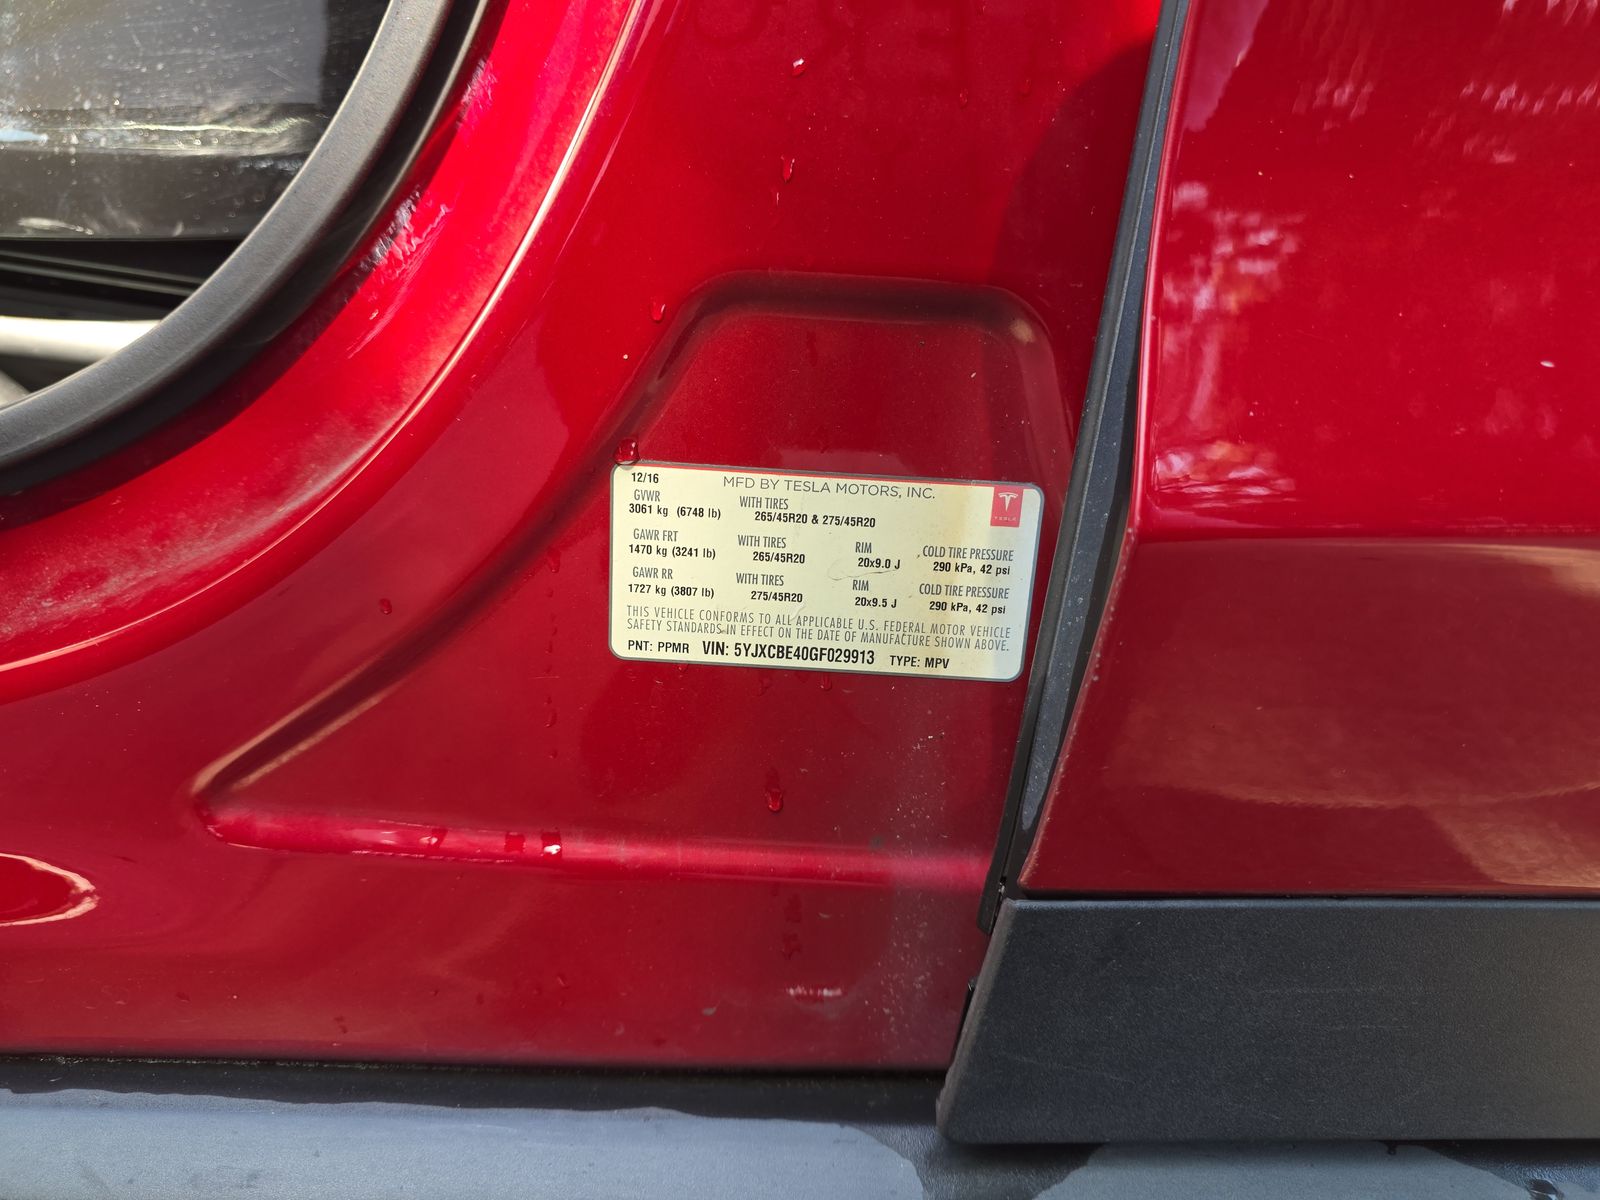 12/16 MFD BY TESLA MOTORS, INC.
TESLA
GVWR WITH TIRES
3061 kg (6748 lb) 265/45R20 & 275/45R20
GAWR FRT WITH TIRES RIM COLD TIRE PRESSURE
1470 kg (3241 lb) 265/45R20 20x9.0 J 290 kPa, 42 psi
GAWR RR WITH TIRES RIM COLD TIRE PRESSURE
1727 kg (3807 lb) 275/45R20 20x9.5 J 290 kPa, 42 psi
THIS VEHICLE CONFORMS TO ALL APPLICABLE U.S. FEDERAL MOTOR VEHICLE
SAFETY STANDARDS IN EFFECT ON THE DATE OF MANUFACTURE SHOWN ABOVE.
PNT: PPMR VIN: 5YJXCBE40GF029913 TYPE: MPV